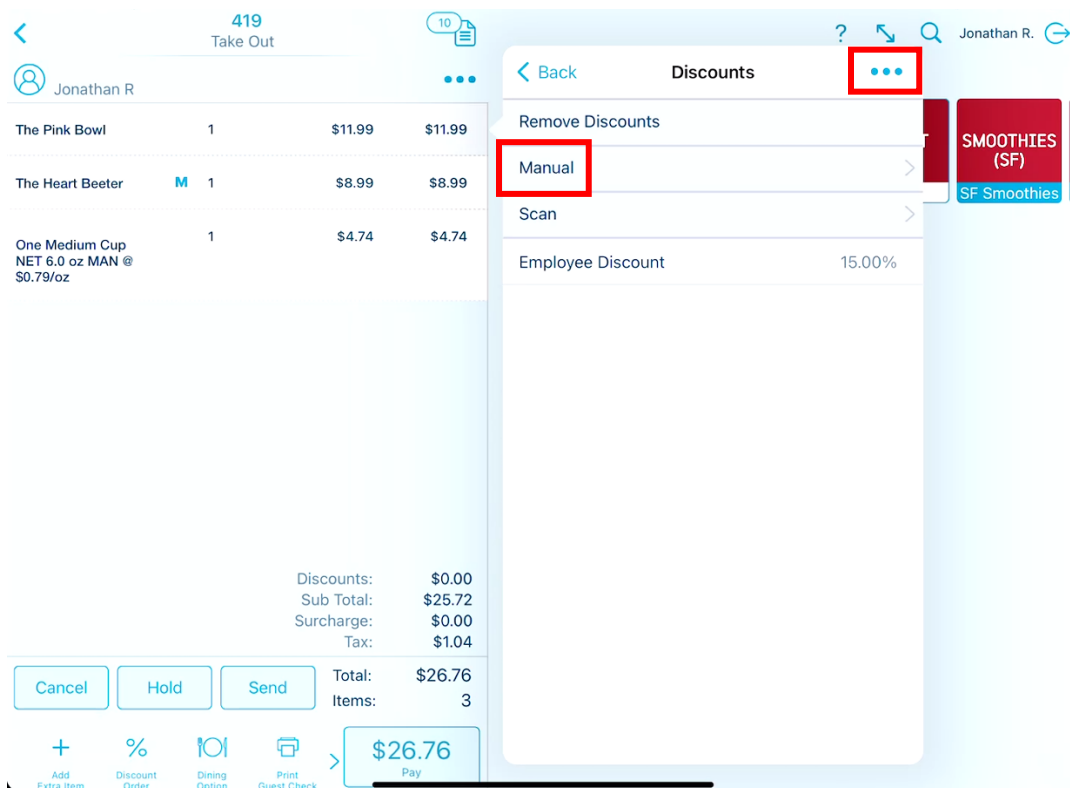 419
Take Out
10
?
Jonathan R.
Jonathan R
The Pink Bowl 1 $11.99 $11.99
The Heart Beeter M 1 $8.99 $8.99
One Medium Cup 1 $4.74 $4.74
NET 6.0 oz MAN @
$0.79/oz
Discounts: $0.00
Sub Total: $25.72
Surcharge: $0.00
Tax: $1.04
Total: $26.76
Items: 3
Cancel Hold Send
Add
Extra Item
%
Discount
Order
Dining
Option
Print
Guest Check
$26.76
Pay
Back Discounts
Remove Discounts
Manual
Scan
Employee Discount 15.00%
T
SMOOTHIES
(SF)
SF Smoothies